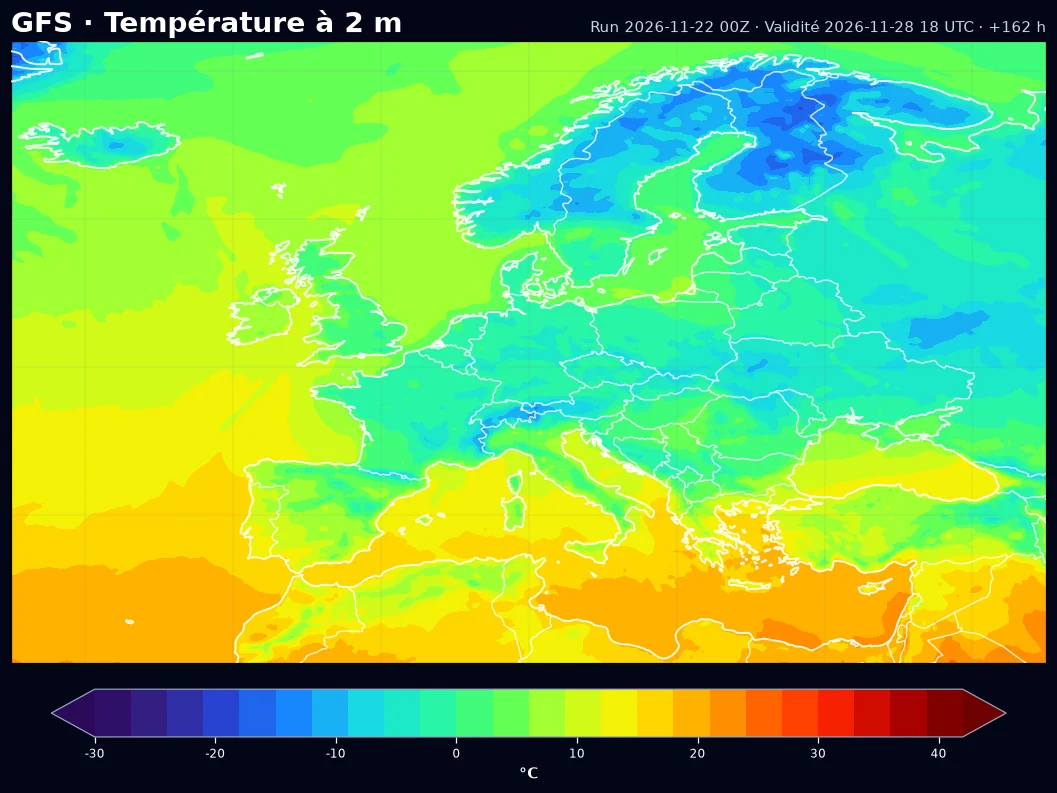 GFS · Température à 2 m
Run 2026-11-22 00Z · Validité 2026-11-28 18 UTC · +162 h
-30 -20 -10 0 10 20 30 40
°C